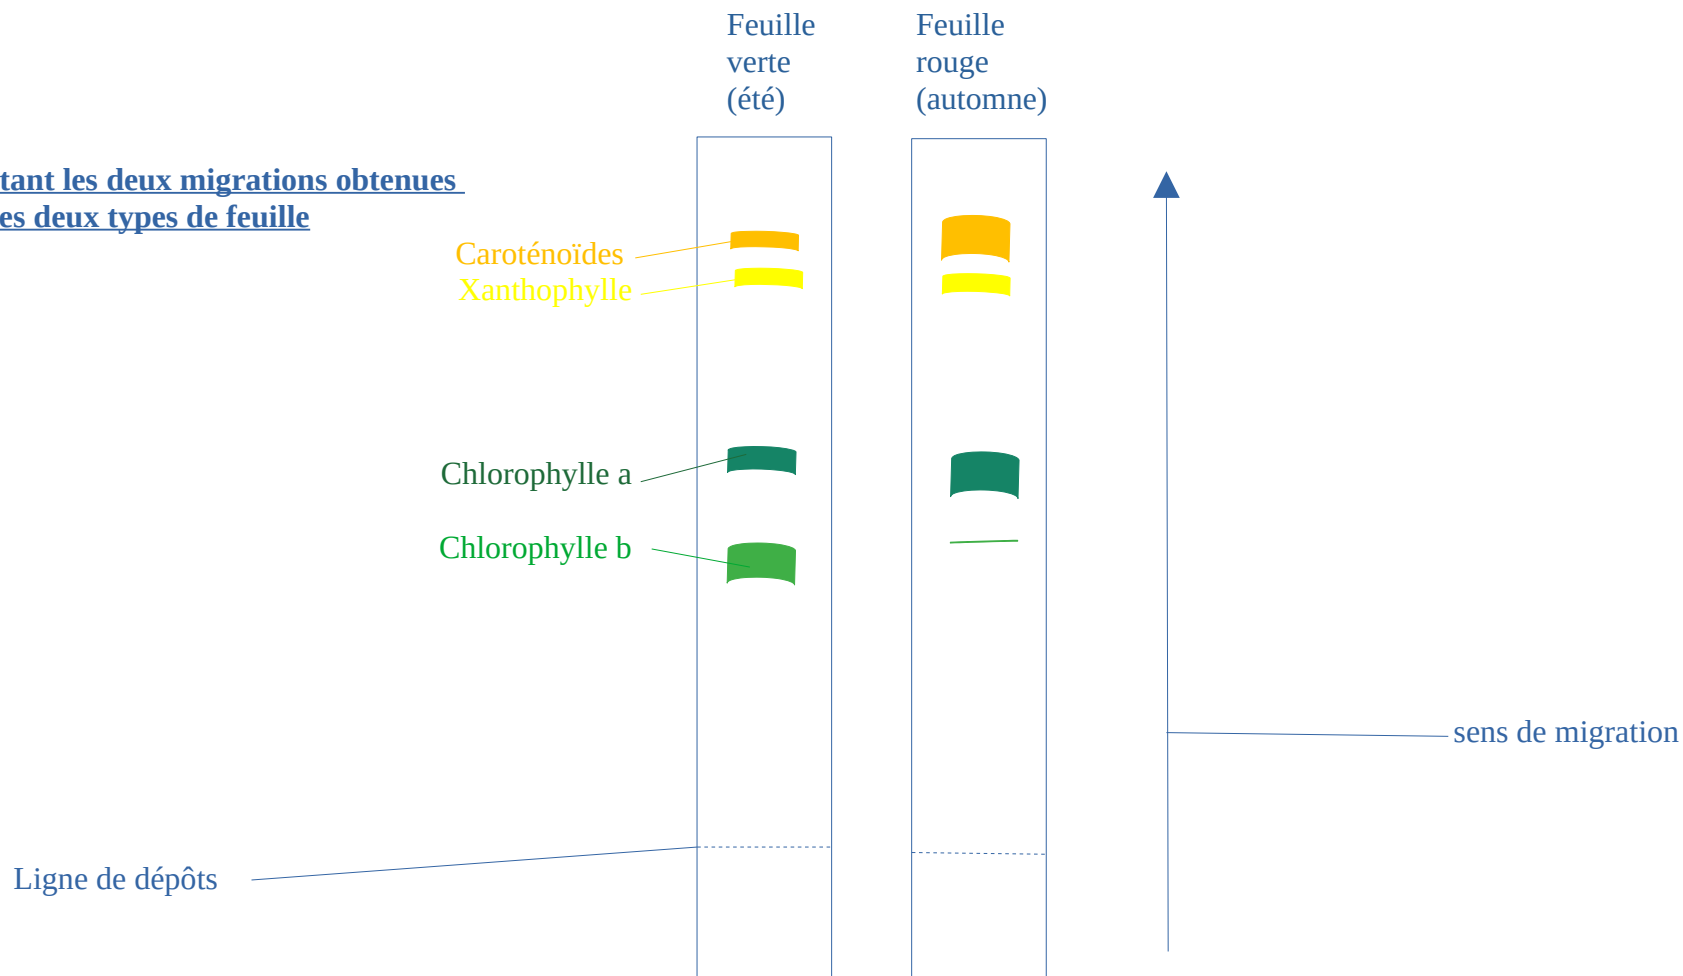 Feuille
verte
(été)
Feuille
rouge
(automne)
tant les deux migrations obtenues
es deux types de feuille
Caroténoïdes
Xanthophylle
Chlorophylle a
Chlorophylle b
sens de migration
Ligne de dépôts